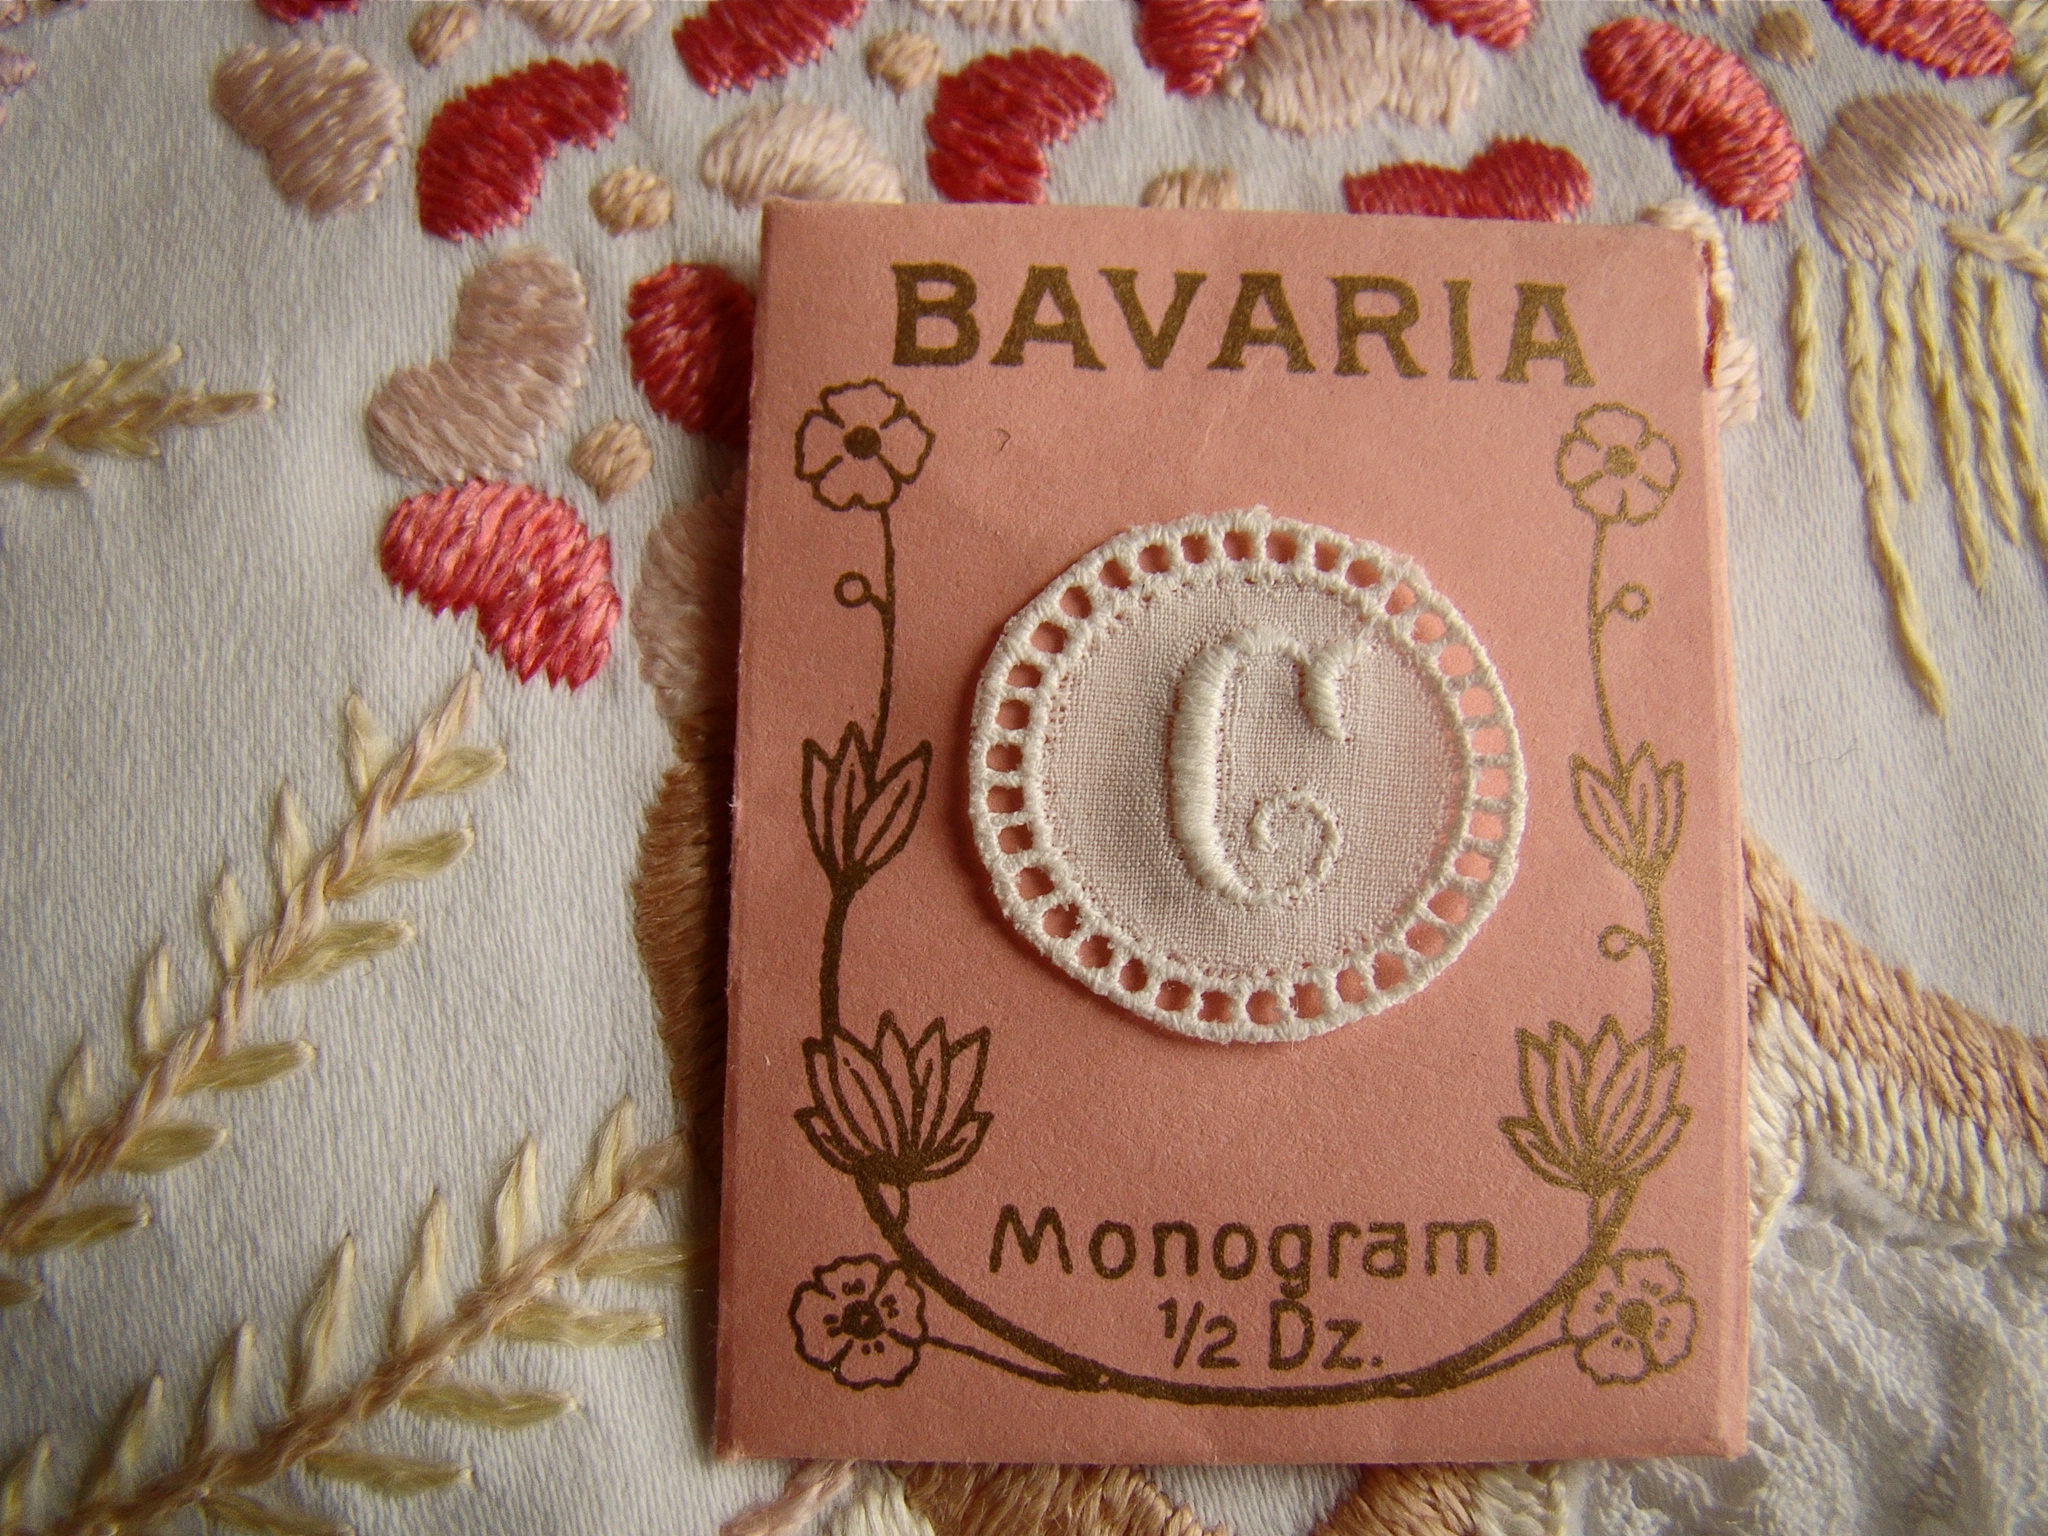 BAVARIA
C
Monogram
1/2 Dz.